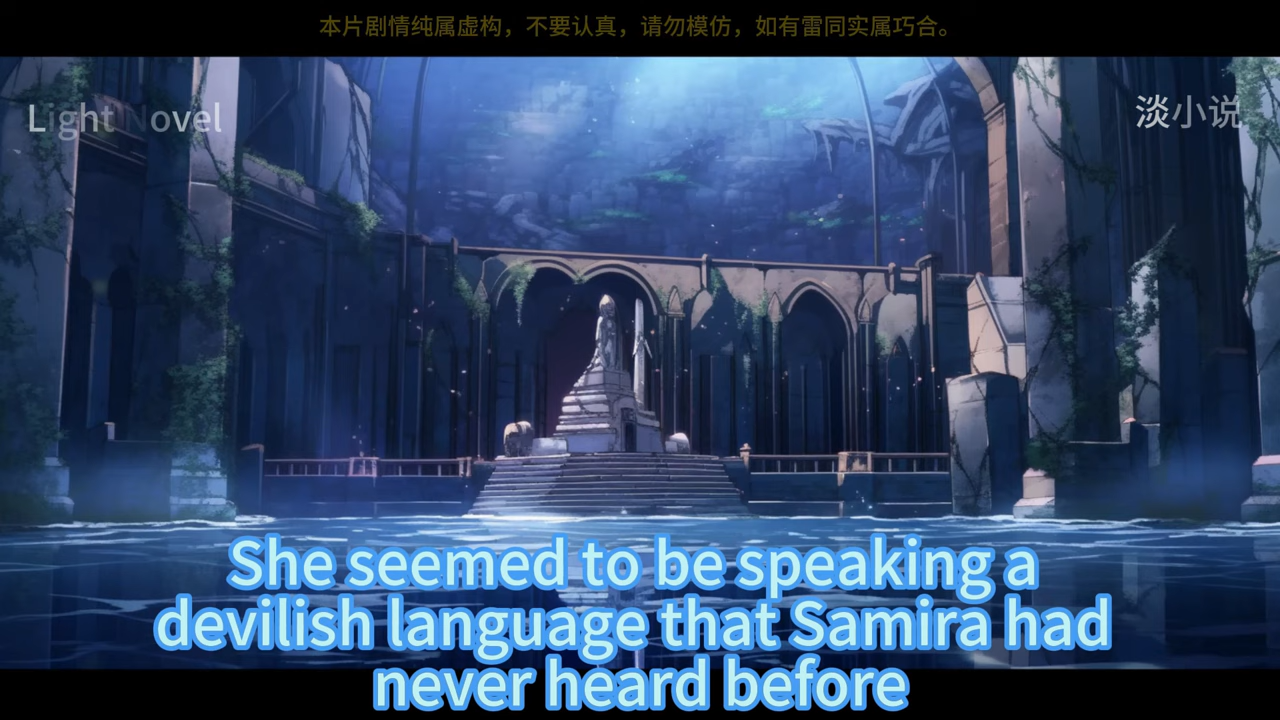 本片剧情纯属虚构，不要认真，请勿模仿，如有雷同实属巧合。
Light Novel
淡小说
She seemed to be speaking a
devilish language that Samira had
never heard before